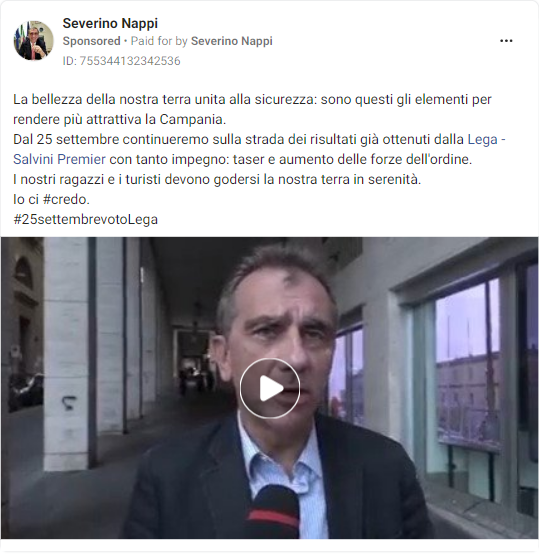 Severino Nappi
Sponsored • Paid for by Severino Nappi
ID: 755344132342536
La bellezza della nostra terra unita alla sicurezza: sono questi gli elementi per
rendere più attrattiva la Campania.
Dal 25 settembre continueremo sulla strada dei risultati già ottenuti dalla Lega -
Salvini Premier con tanto impegno: taser e aumento delle forze dell'ordine.
I nostri ragazzi e i turisti devono godersi la nostra terra in serenità.
Io ci #credo.
#25settembrevotoLega